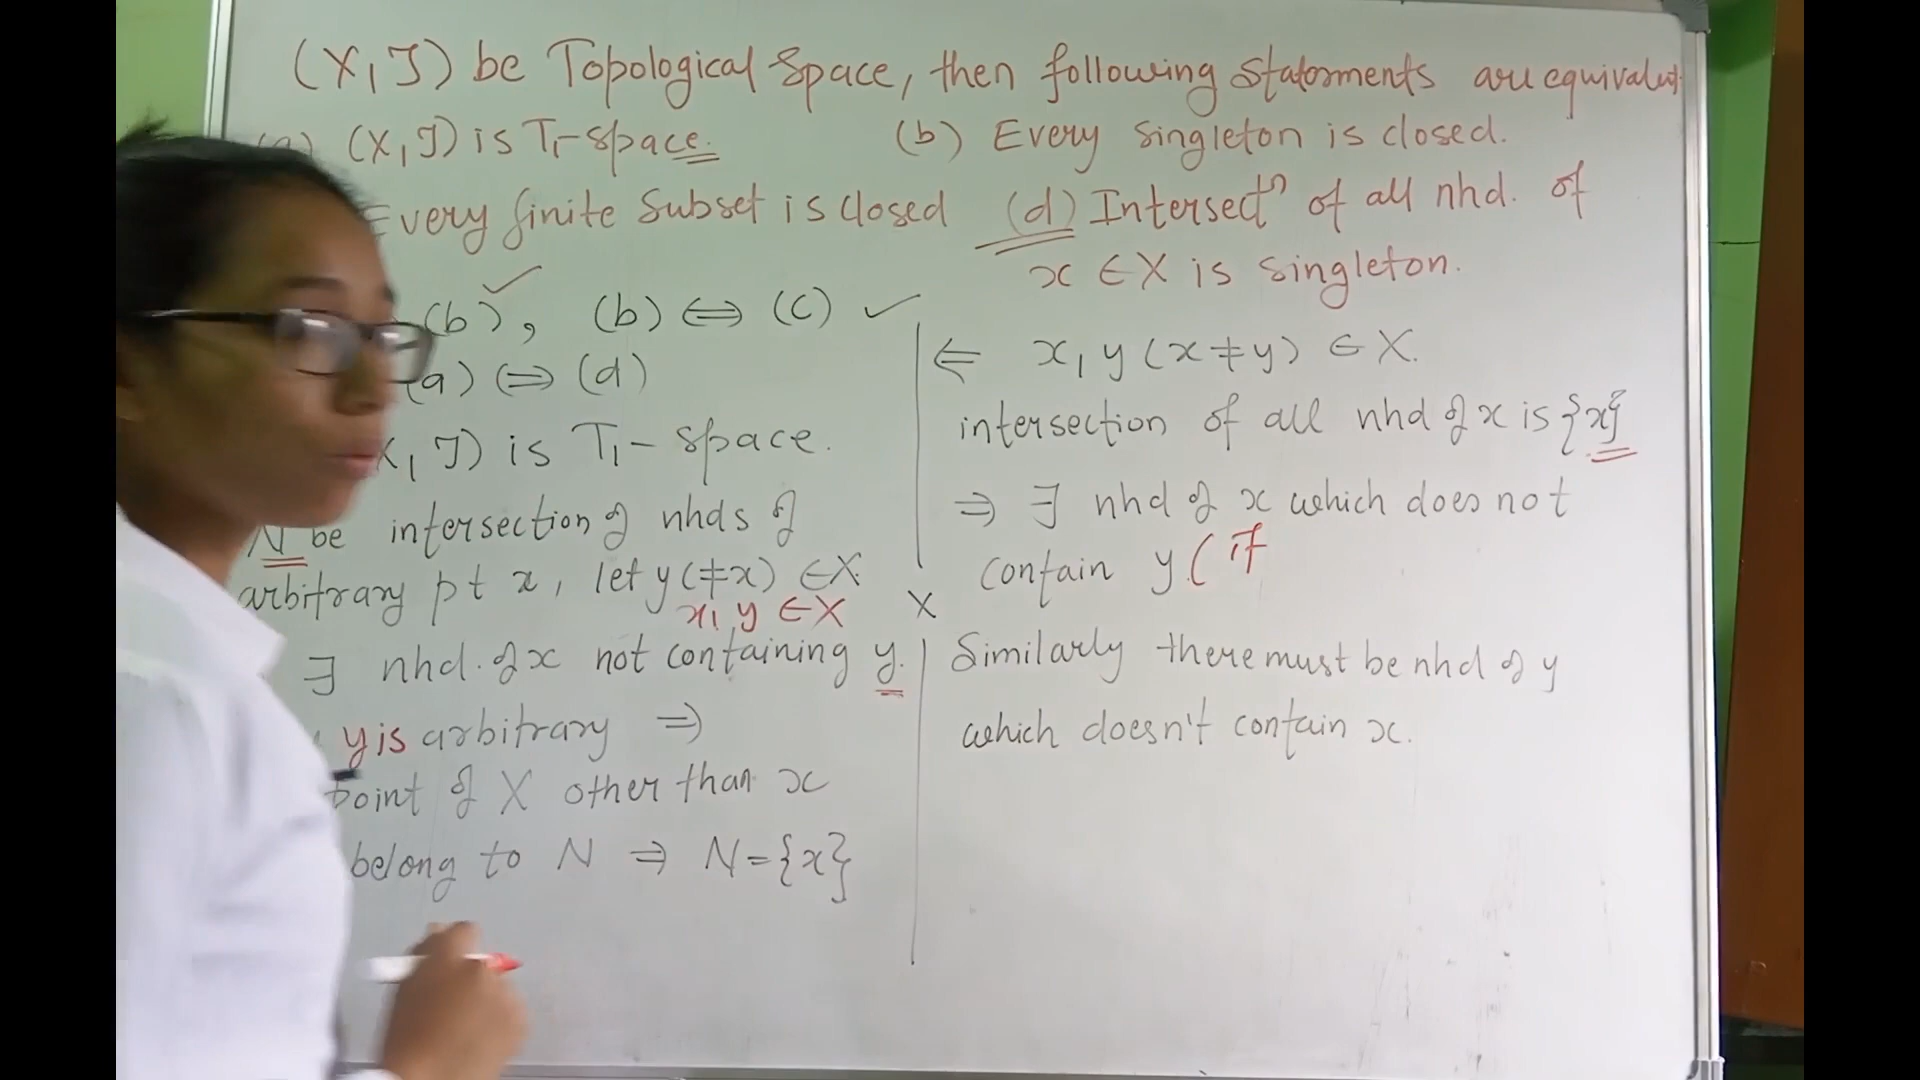 (X, J) be Topological Space, then following Statements are equivalent
(X, J) is T1-space. (b) Every singleton is closed.
Every finite Subset is closed (d) Intersectn of all nhd. of
x ∈ X is singleton.
(b), (b) ⇔ (c) ✓
(a) ⇔ (d)
X, J) is T1-space.
N be intersection of nhds of
arbitrary pt x, let y(≠x) ∈ X
x, y ∈ X
∃ nhd. of x not containing y.
y is arbitrary ⇒
point of X other than x
belong to N ⇒ N={x}
⇐ x, y (x≠y) ∈ X.
intersection of all nhd of x is {x}
⇒ ∃ nhd of x which does not
contain y. ( if
X
Similarly there must be nhd of y
which doesn't contain x.